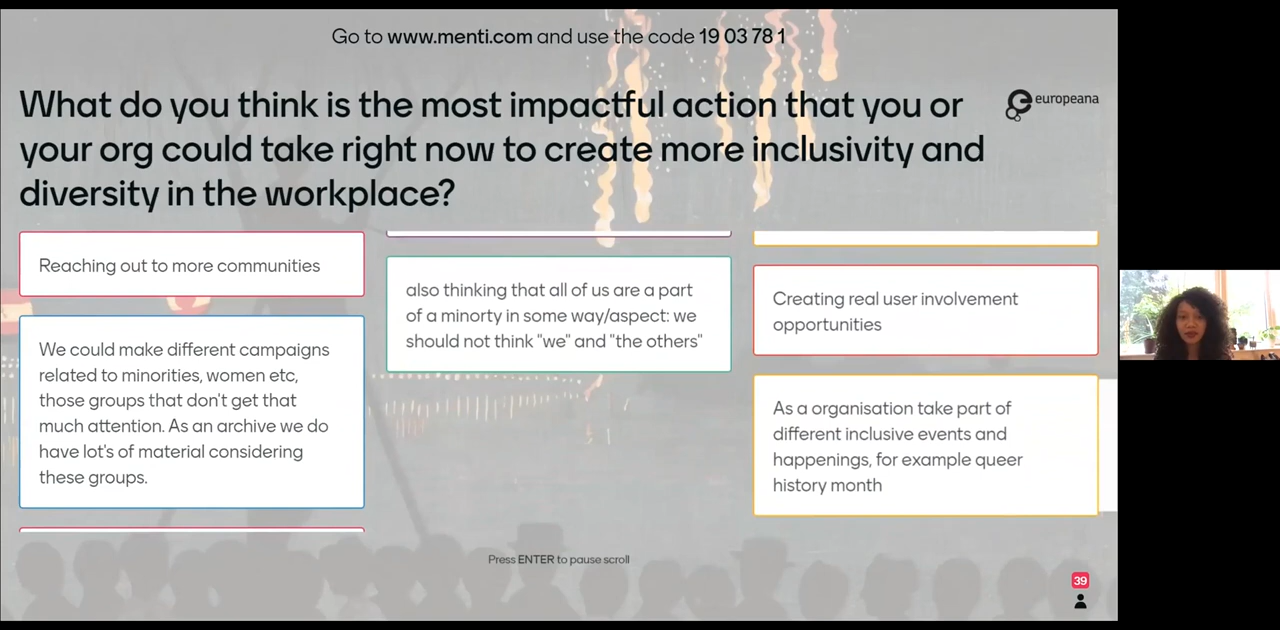 Go to www.menti.com and use the code 19 03 78 1
What do you think is the most impactful action that you or
your org could take right now to create more inclusivity and
diversity in the workplace?
europeana
Reaching out to more communities
We could make different campaigns
related to minorities, women etc,
those groups that don't get that
much attention. As an archive we do
have lot's of material considering
these groups.
also thinking that all of us are a part
of a minorty in some way/aspect: we
should not think "we" and "the others"
Creating real user involvement
opportunities
As a organisation take part of
different inclusive events and
happenings, for example queer
history month
Press ENTER to pause scroll
39